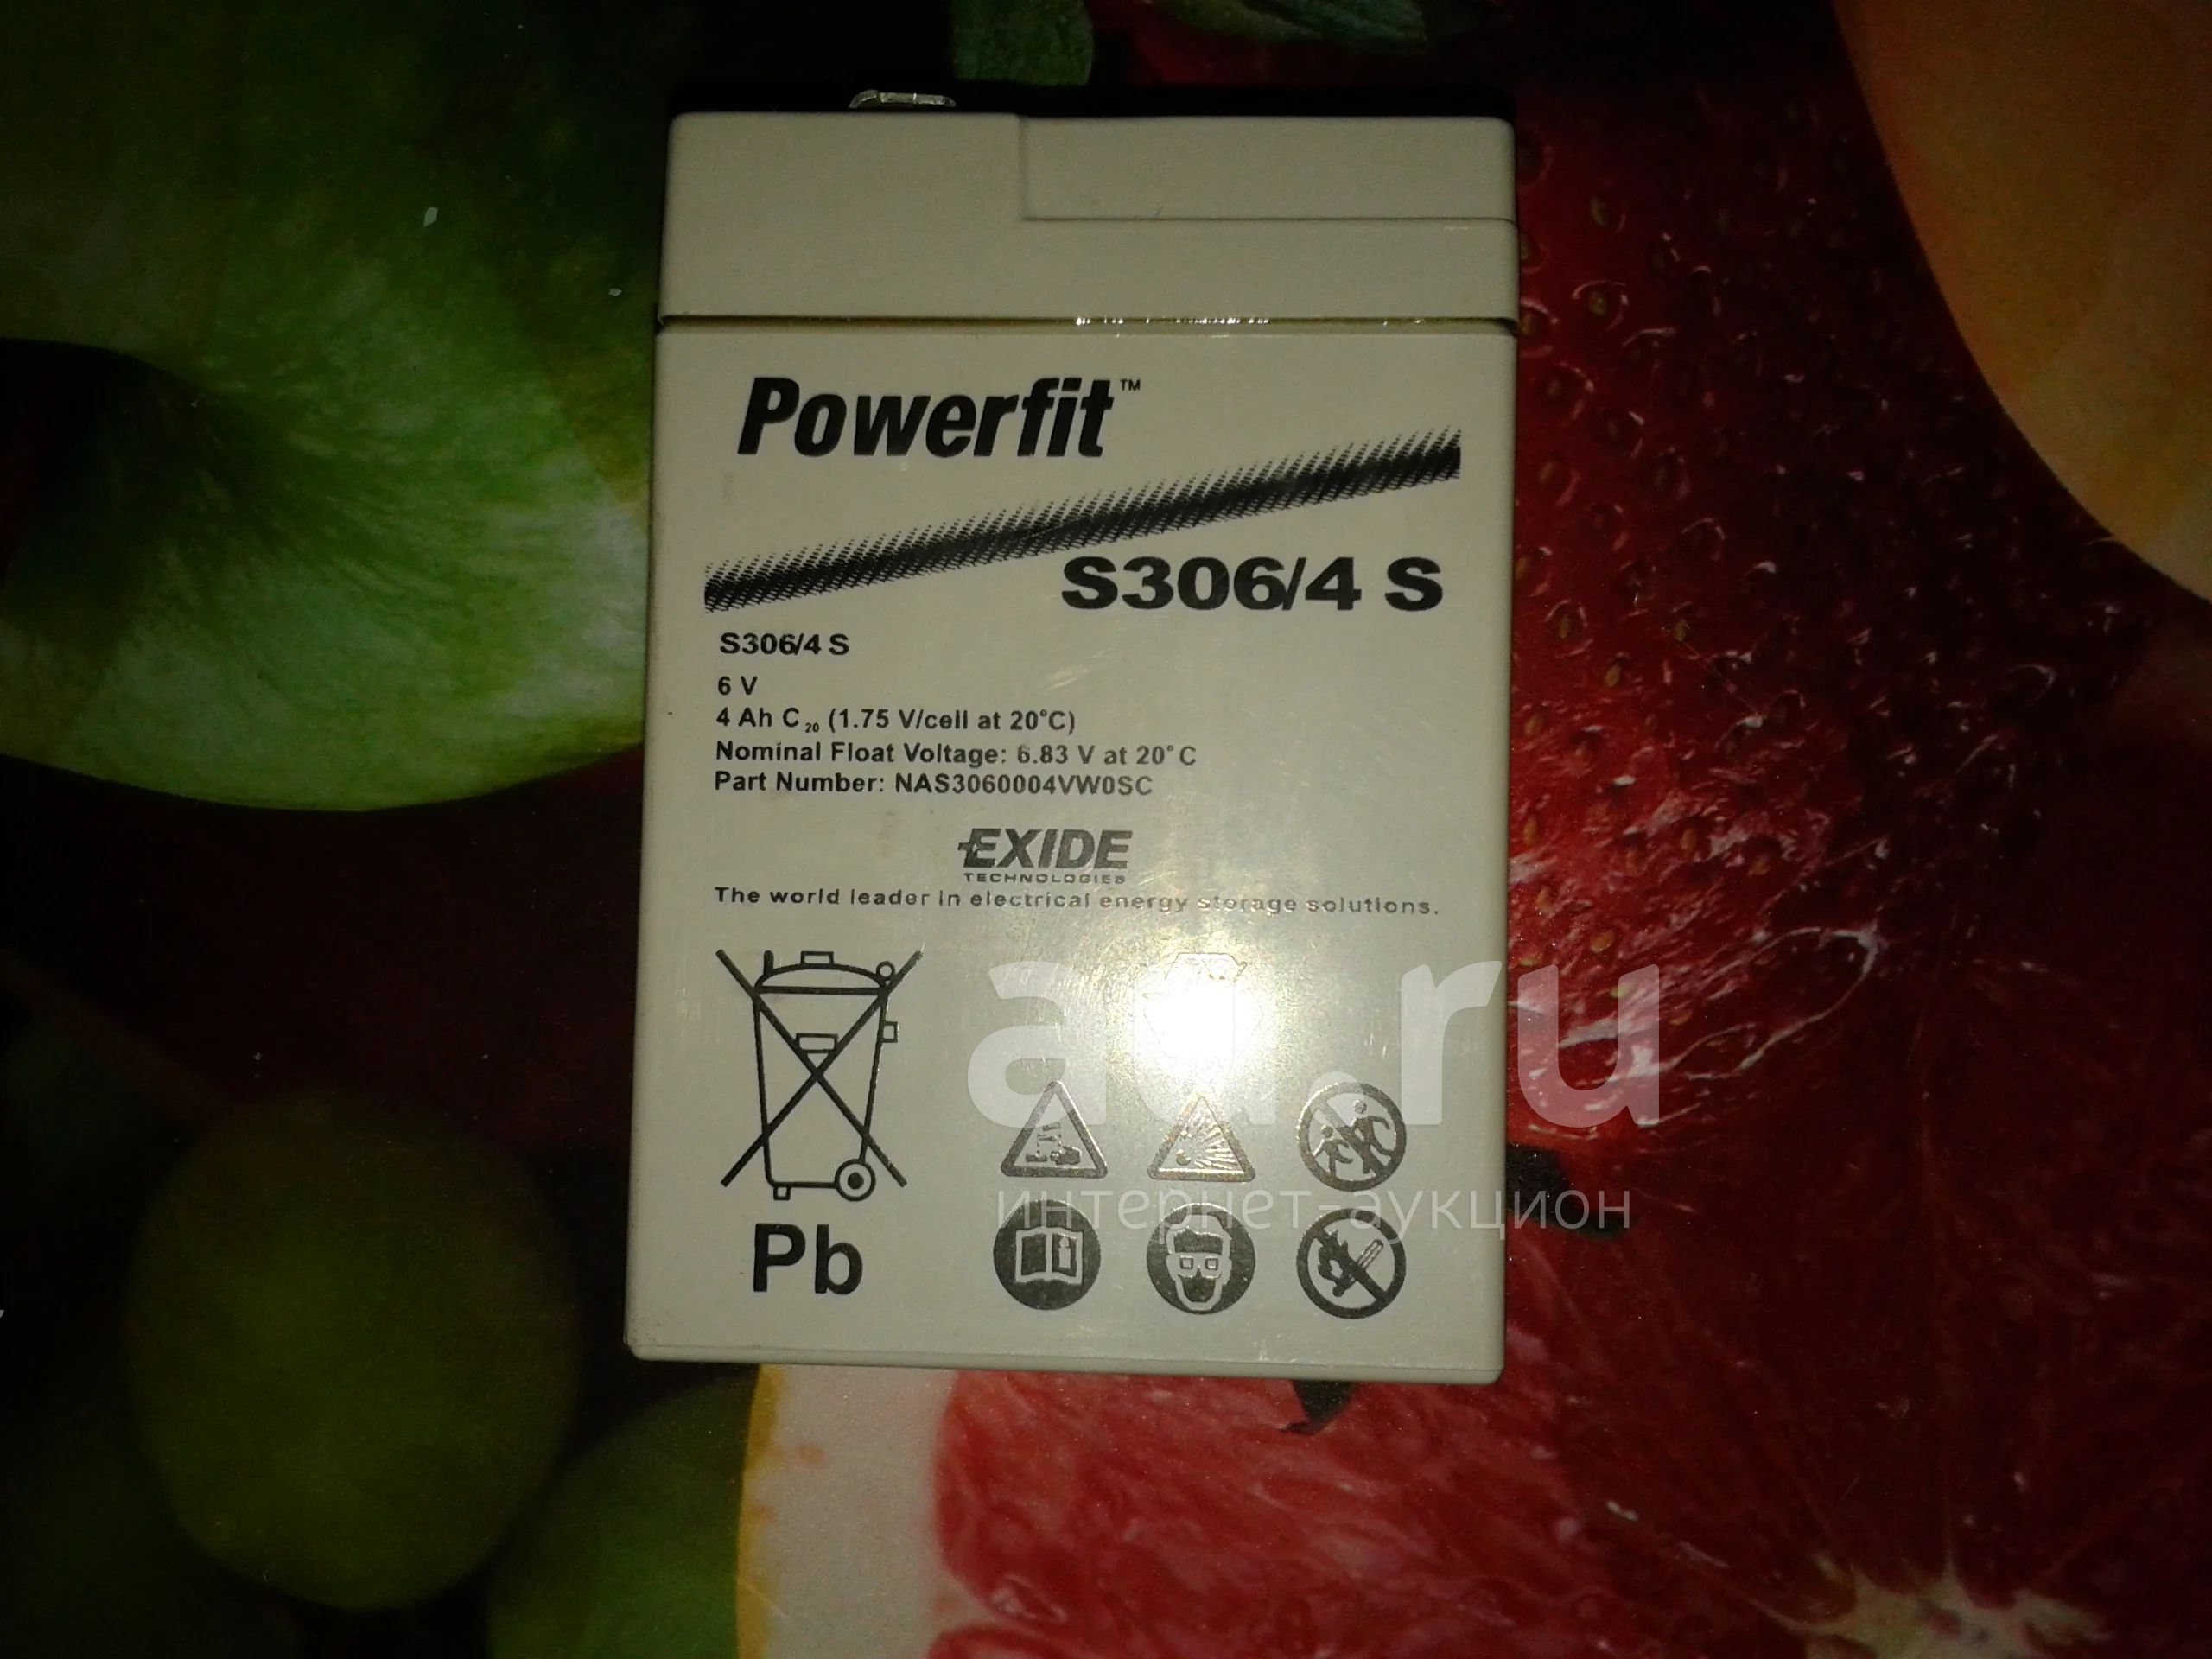 Powerfit™
S306/4 S
S306/4 S
6 V
4 Ah C20 (1.75 V/cell at 20°C)
Nominal Float Voltage: 6.83 V at 20°C
Part Number: NAS3060004VW0SC
EXIDE
TECHNOLOGIES
The world leader in electrical energy storage solutions.
au.ru
интернет-аукцион
Pb